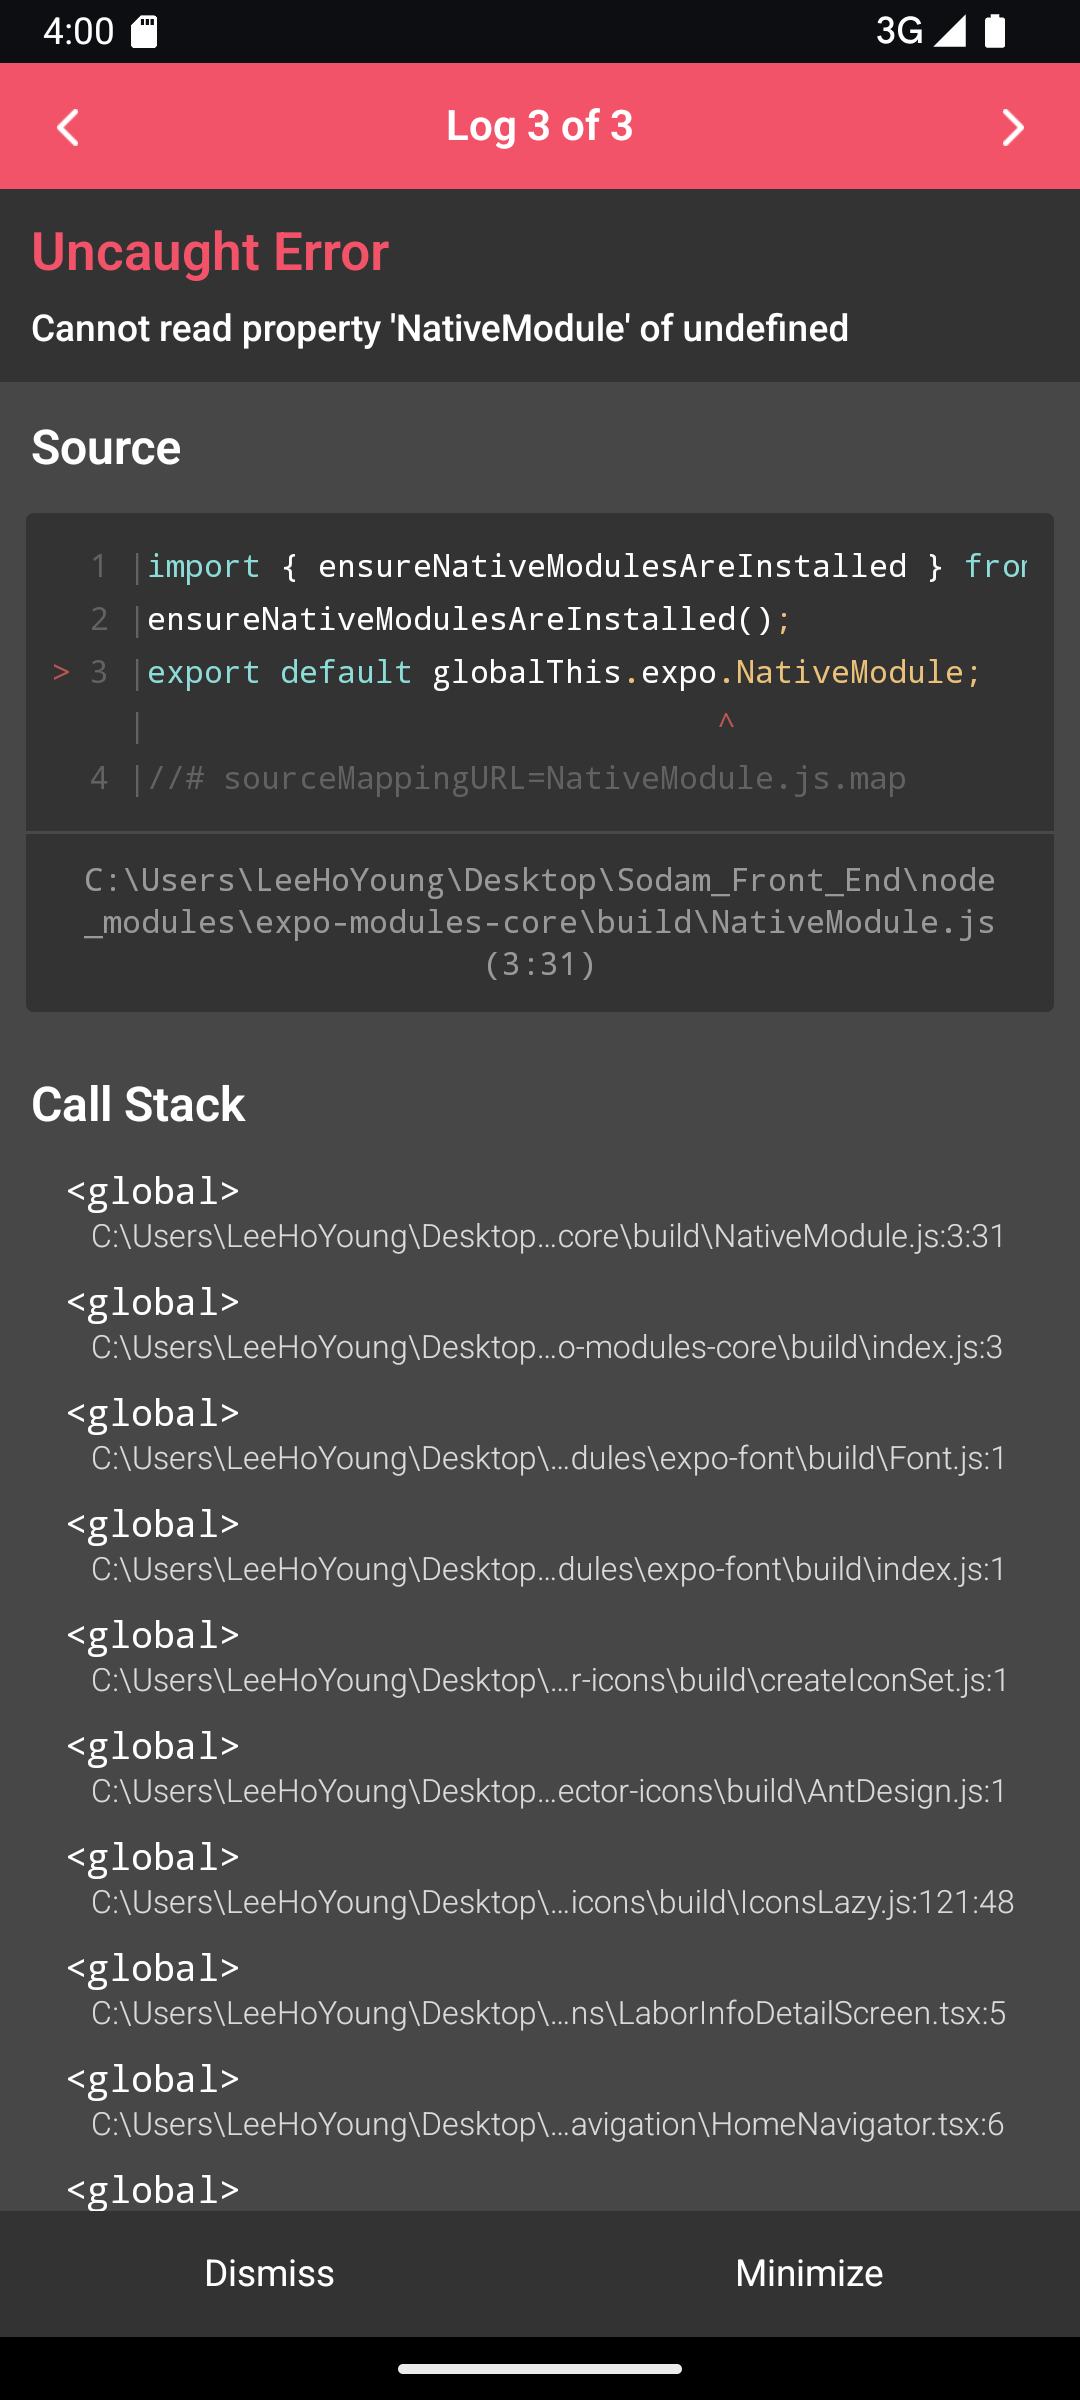 4:00
3G
Log 3 of 3
Uncaught Error
Cannot read property 'NativeModule' of undefined
Source
1 |import { ensureNativeModulesAreInstalled } from
2 |ensureNativeModulesAreInstalled();
> 3 |export default globalThis.expo.NativeModule;
| ^
4 |//# sourceMappingURL=NativeModule.js.map
C:\Users\LeeHoYoung\Desktop\Sodam_Front_End\node
_modules\expo-modules-core\build\NativeModule.js
(3:31)
Call Stack
<global>
C:\Users\LeeHoYoung\Desktop...core\build\NativeModule.js:3:31
<global>
C:\Users\LeeHoYoung\Desktop...o-modules-core\build\index.js:3
<global>
C:\Users\LeeHoYoung\Desktop\...dules\expo-font\build\Font.js:1
<global>
C:\Users\LeeHoYoung\Desktop...dules\expo-font\build\index.js:1
<global>
C:\Users\LeeHoYoung\Desktop\...r-icons\build\createIconSet.js:1
<global>
C:\Users\LeeHoYoung\Desktop...ector-icons\build\AntDesign.js:1
<global>
C:\Users\LeeHoYoung\Desktop\...icons\build\IconsLazy.js:121:48
<global>
C:\Users\LeeHoYoung\Desktop\...ns\LaborInfoDetailScreen.tsx:5
<global>
C:\Users\LeeHoYoung\Desktop\...avigation\HomeNavigator.tsx:6
<global>
Dismiss
Minimize